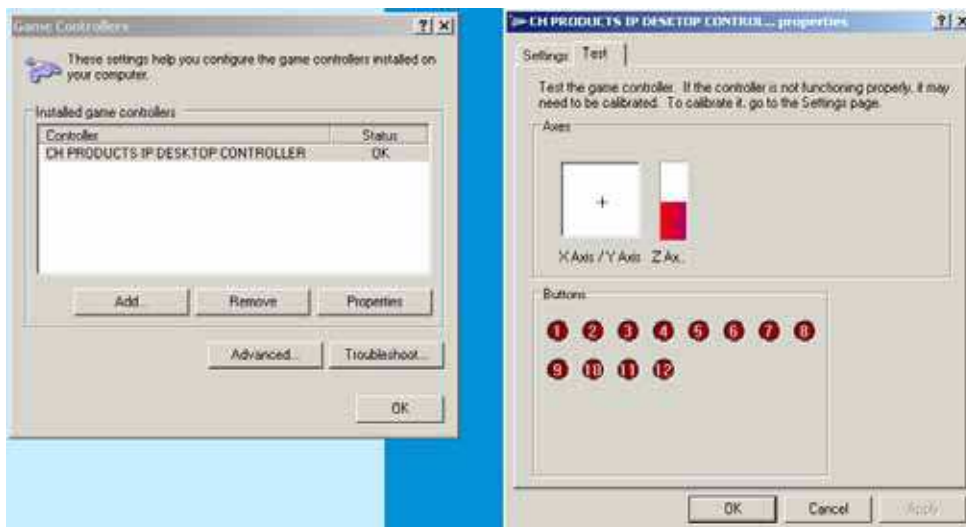 Game Controllers
These settings help you configure the game controllers installed on
your computer.
Installed game controllers
Controller Status
CH PRODUCTS IP DESKTOP CONTROLLER OK
Add...
Remove
Properties
Advanced...
Troubleshoot...
OK
CH PRODUCTS IP DESKTOP CONTROL... properties
Settings Test
Test the game controller. If the controller is not functioning properly, it may
need to be calibrated. To calibrate it, go to the Settings page.
Axes
X Axis / Y Axis Z Ax..
Buttons
1 2 3 4 5 6 7 8
9 10 11 12
OK
Cancel
Apply